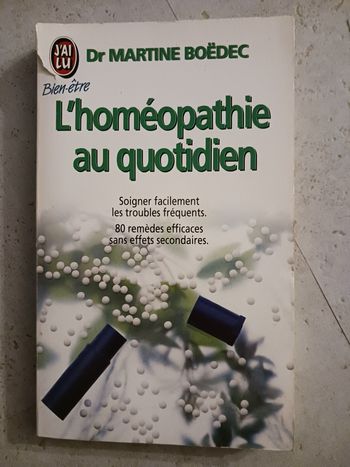 J'AI
LU
Dr MARTINE BOËDEC
Bien-être
L'homéopathie
au quotidien
Soigner facilement
les troubles fréquents.
80 remèdes efficaces
sans effets secondaires.